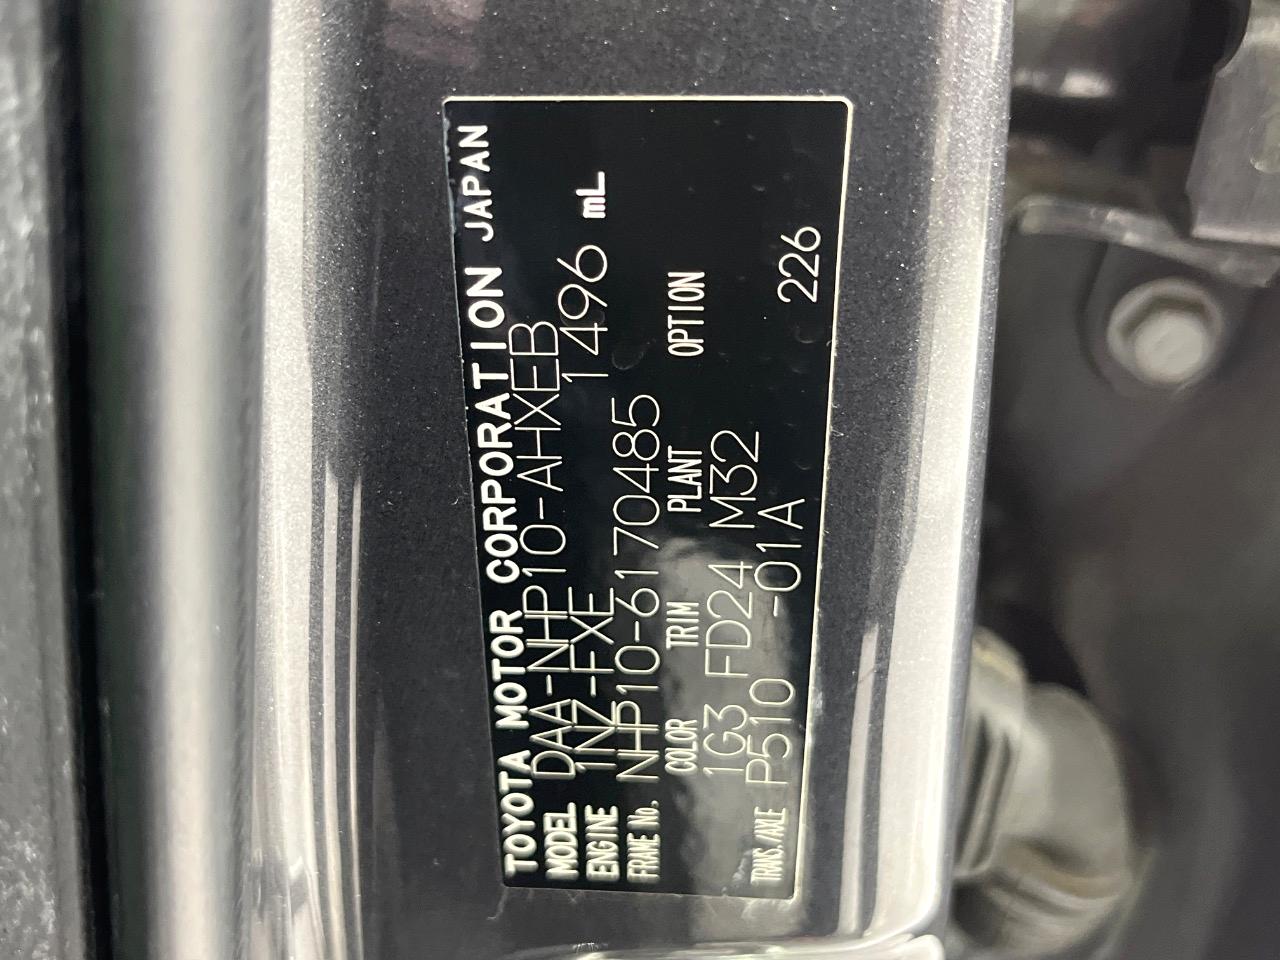 TOYOTA MOTOR CORPORATION JAPAN
MODEL DAA-NHP10-AHXEB
ENGINE 1NZ-FXE 1496 mL
FRAME No. NHP10-6170485
COLOR TRIM PLANT OPTION
1G3 FD24 M32
TRANS./AXLE P510 -01A 226